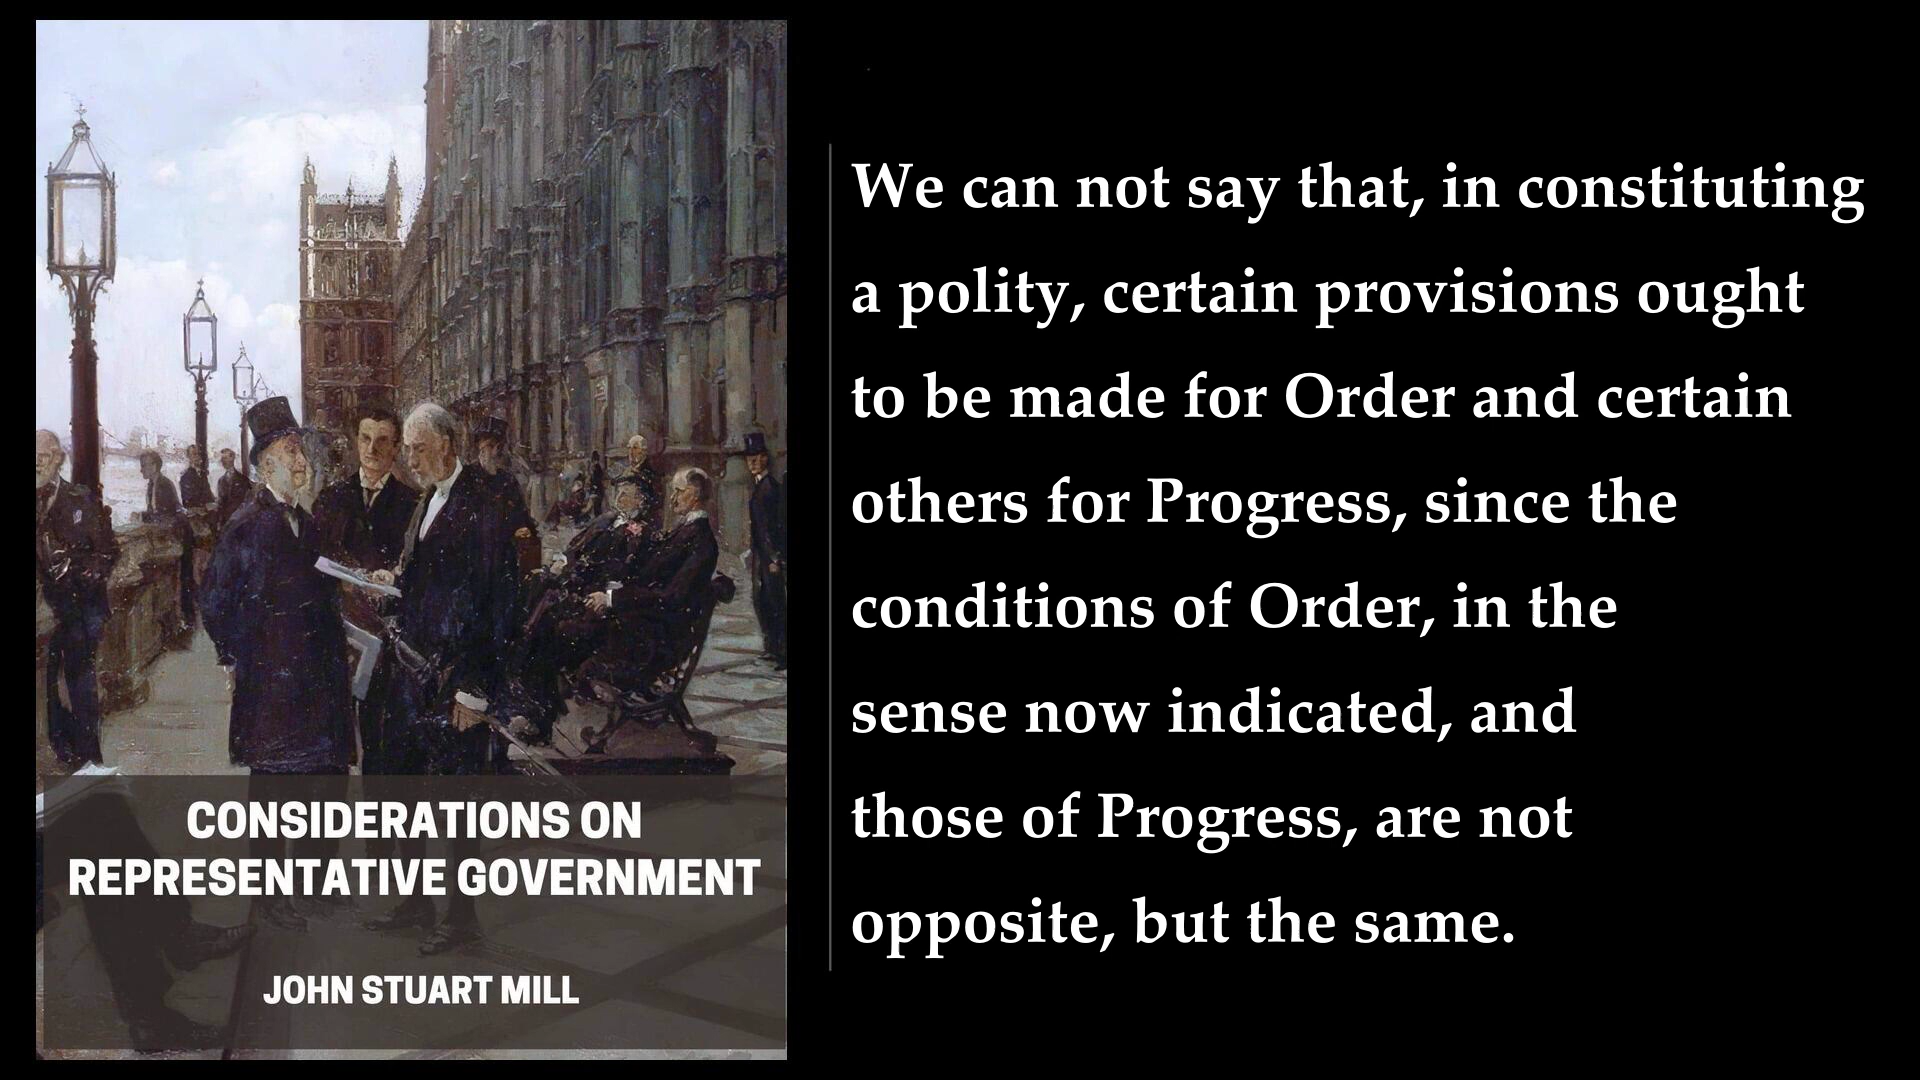 We can not say that, in constituting
a polity, certain provisions ought
to be made for Order and certain
others for Progress, since the
conditions of Order, in the
sense now indicated, and
those of Progress, are not
opposite, but the same.
CONSIDERATIONS ON
REPRESENTATIVE GOVERNMENT
JOHN STUART MILL